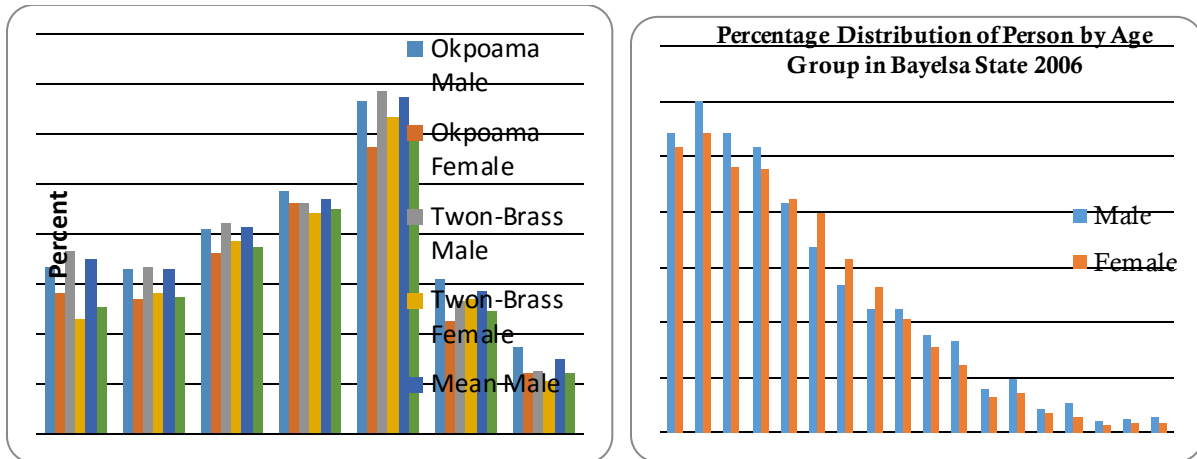 Percent
Okpoama
Male
Okpoama
Female
Twon-Brass
Male
Twon-Brass
Female
Mean Male
Percentage Distribution of Person by Age
Group in Bayelsa State 2006
Male
Female